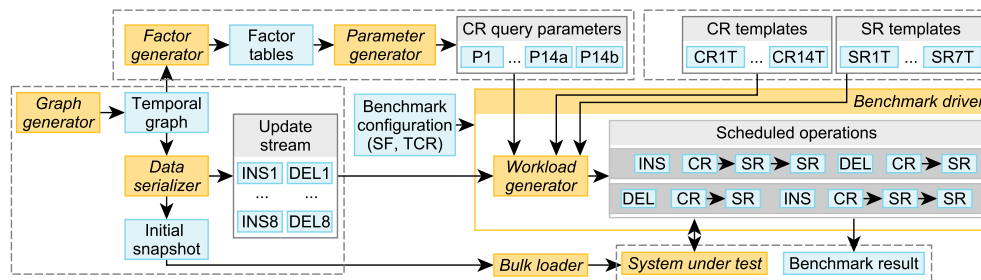 Factor generator
Factor tables
Parameter generator
CR query parameters
P1 ... P14a P14b
CR templates
CR1T ... CR14T
SR templates
SR1T ... SR7T
Graph generator
Temporal graph
Update stream
INS1 DEL1
... ...
INS8 DEL8
Data serializer
Initial snapshot
Benchmark configuration (SF, TCR)
Benchmark driver
Workload generator
Scheduled operations
INS CR SR SR DEL CR SR
DEL CR SR INS CR SR SR
Bulk loader
System under test
Benchmark result